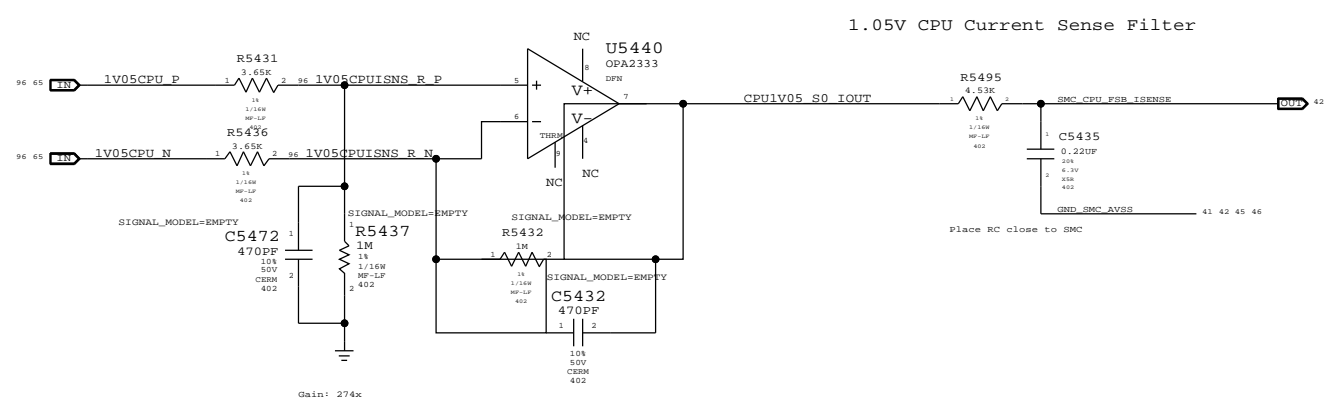 1.05V CPU Current Sense Filter
NC
U5440
OPA2333
DFN
8
R5431
3.65K
96 65 IN 1V05CPU_P 1 2 96 1V05CPUISNS_R_P 5 + V+ 7
1%
1/16W
MF-LF
402
R5436
3.65K
96 65 IN 1V05CPU_N 1 2 96 1V05CPUISNS_R_N
1%
1/16W
MF-LF
402
6 − V−
THRM
9
4
NC
NC
CPU1V05_S0_IOUT
R5495
4.53K
1 2
1%
1/16W
MF-LF
402
SMC_CPU_FSB_ISENSE OUT 42
1
C5435
0.22UF
20%
6.3V
X5R
402
2
GND_SMC_AVSS 41 42 45 46
Place RC close to SMC
SIGNAL_MODEL=EMPTY
C5472
470PF
10%
50V
CERM
402
1
2
SIGNAL_MODEL=EMPTY
1
R5437
1M
1%
1/16W
MF-LF
402
2
SIGNAL_MODEL=EMPTY
R5432
1M
1 2
1%
1/16W
MF-LF
402
SIGNAL_MODEL=EMPTY
C5432
470PF
1 2
10%
50V
CERM
402
Gain: 274x